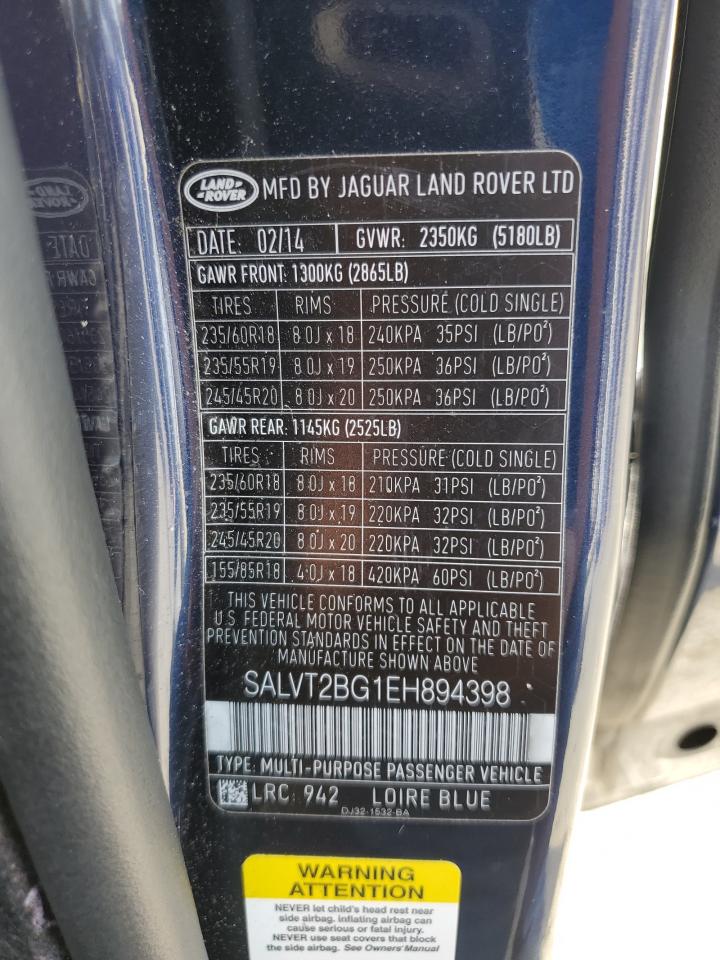 LAND ROVER MFD BY JAGUAR LAND ROVER LTD
DATE: 02/14 GVWR: 2350KG (5180LB)
GAWR FRONT: 1300KG (2865LB)
TIRES RIMS PRESSURE (COLD SINGLE)
235/60R18 8.0J x 18 240KPA 35PSI (LB/PO²)
235/55R19 8.0J x 19 250KPA 36PSI (LB/PO²)
245/45R20 8.0J x 20 250KPA 36PSI (LB/PO²)
GAWR REAR: 1145KG (2525LB)
TIRES RIMS PRESSURE (COLD SINGLE)
235/60R18 8.0J x 18 210KPA 31PSI (LB/PO²)
235/55R19 8.0J x 19 220KPA 32PSI (LB/PO²)
245/45R20 8.0J x 20 220KPA 32PSI (LB/PO²)
155/85R18 4.0J x 18 420KPA 60PSI (LB/PO²)
THIS VEHICLE CONFORMS TO ALL APPLICABLE
U.S. FEDERAL MOTOR VEHICLE SAFETY AND THEFT
PREVENTION STANDARDS IN EFFECT ON THE DATE OF
MANUFACTURE SHOWN ABOVE
SALVT2BG1EH894398
TYPE: MULTI-PURPOSE PASSENGER VEHICLE
LRC: 942 LOIRE BLUE
DJ32-1532-BA
WARNING
ATTENTION
NEVER let child's head rest near
side airbag. inflating airbag can
cause serious or fatal injury.
NEVER use seat covers that block
the side airbag. See Owners' Manual